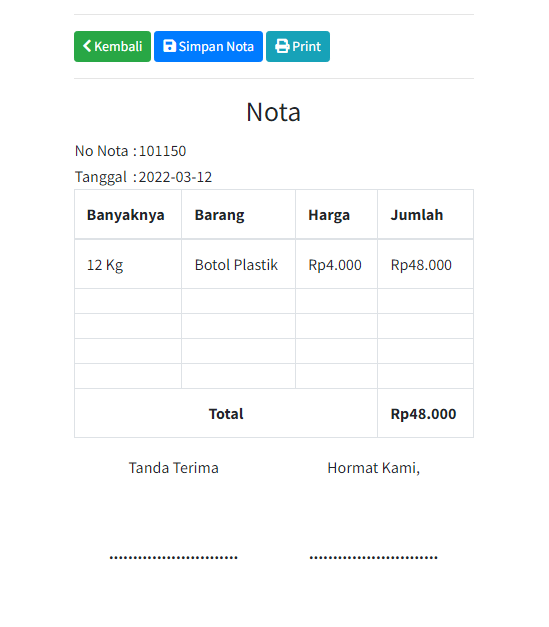 Kembali Simpan Nota Print
Nota
No Nota : 101150
Tanggal : 2022-03-12
Banyaknya Barang Harga Jumlah
12 Kg Botol Plastik Rp4.000 Rp48.000
Total Rp48.000
Tanda Terima Hormat Kami,
........................... ...........................